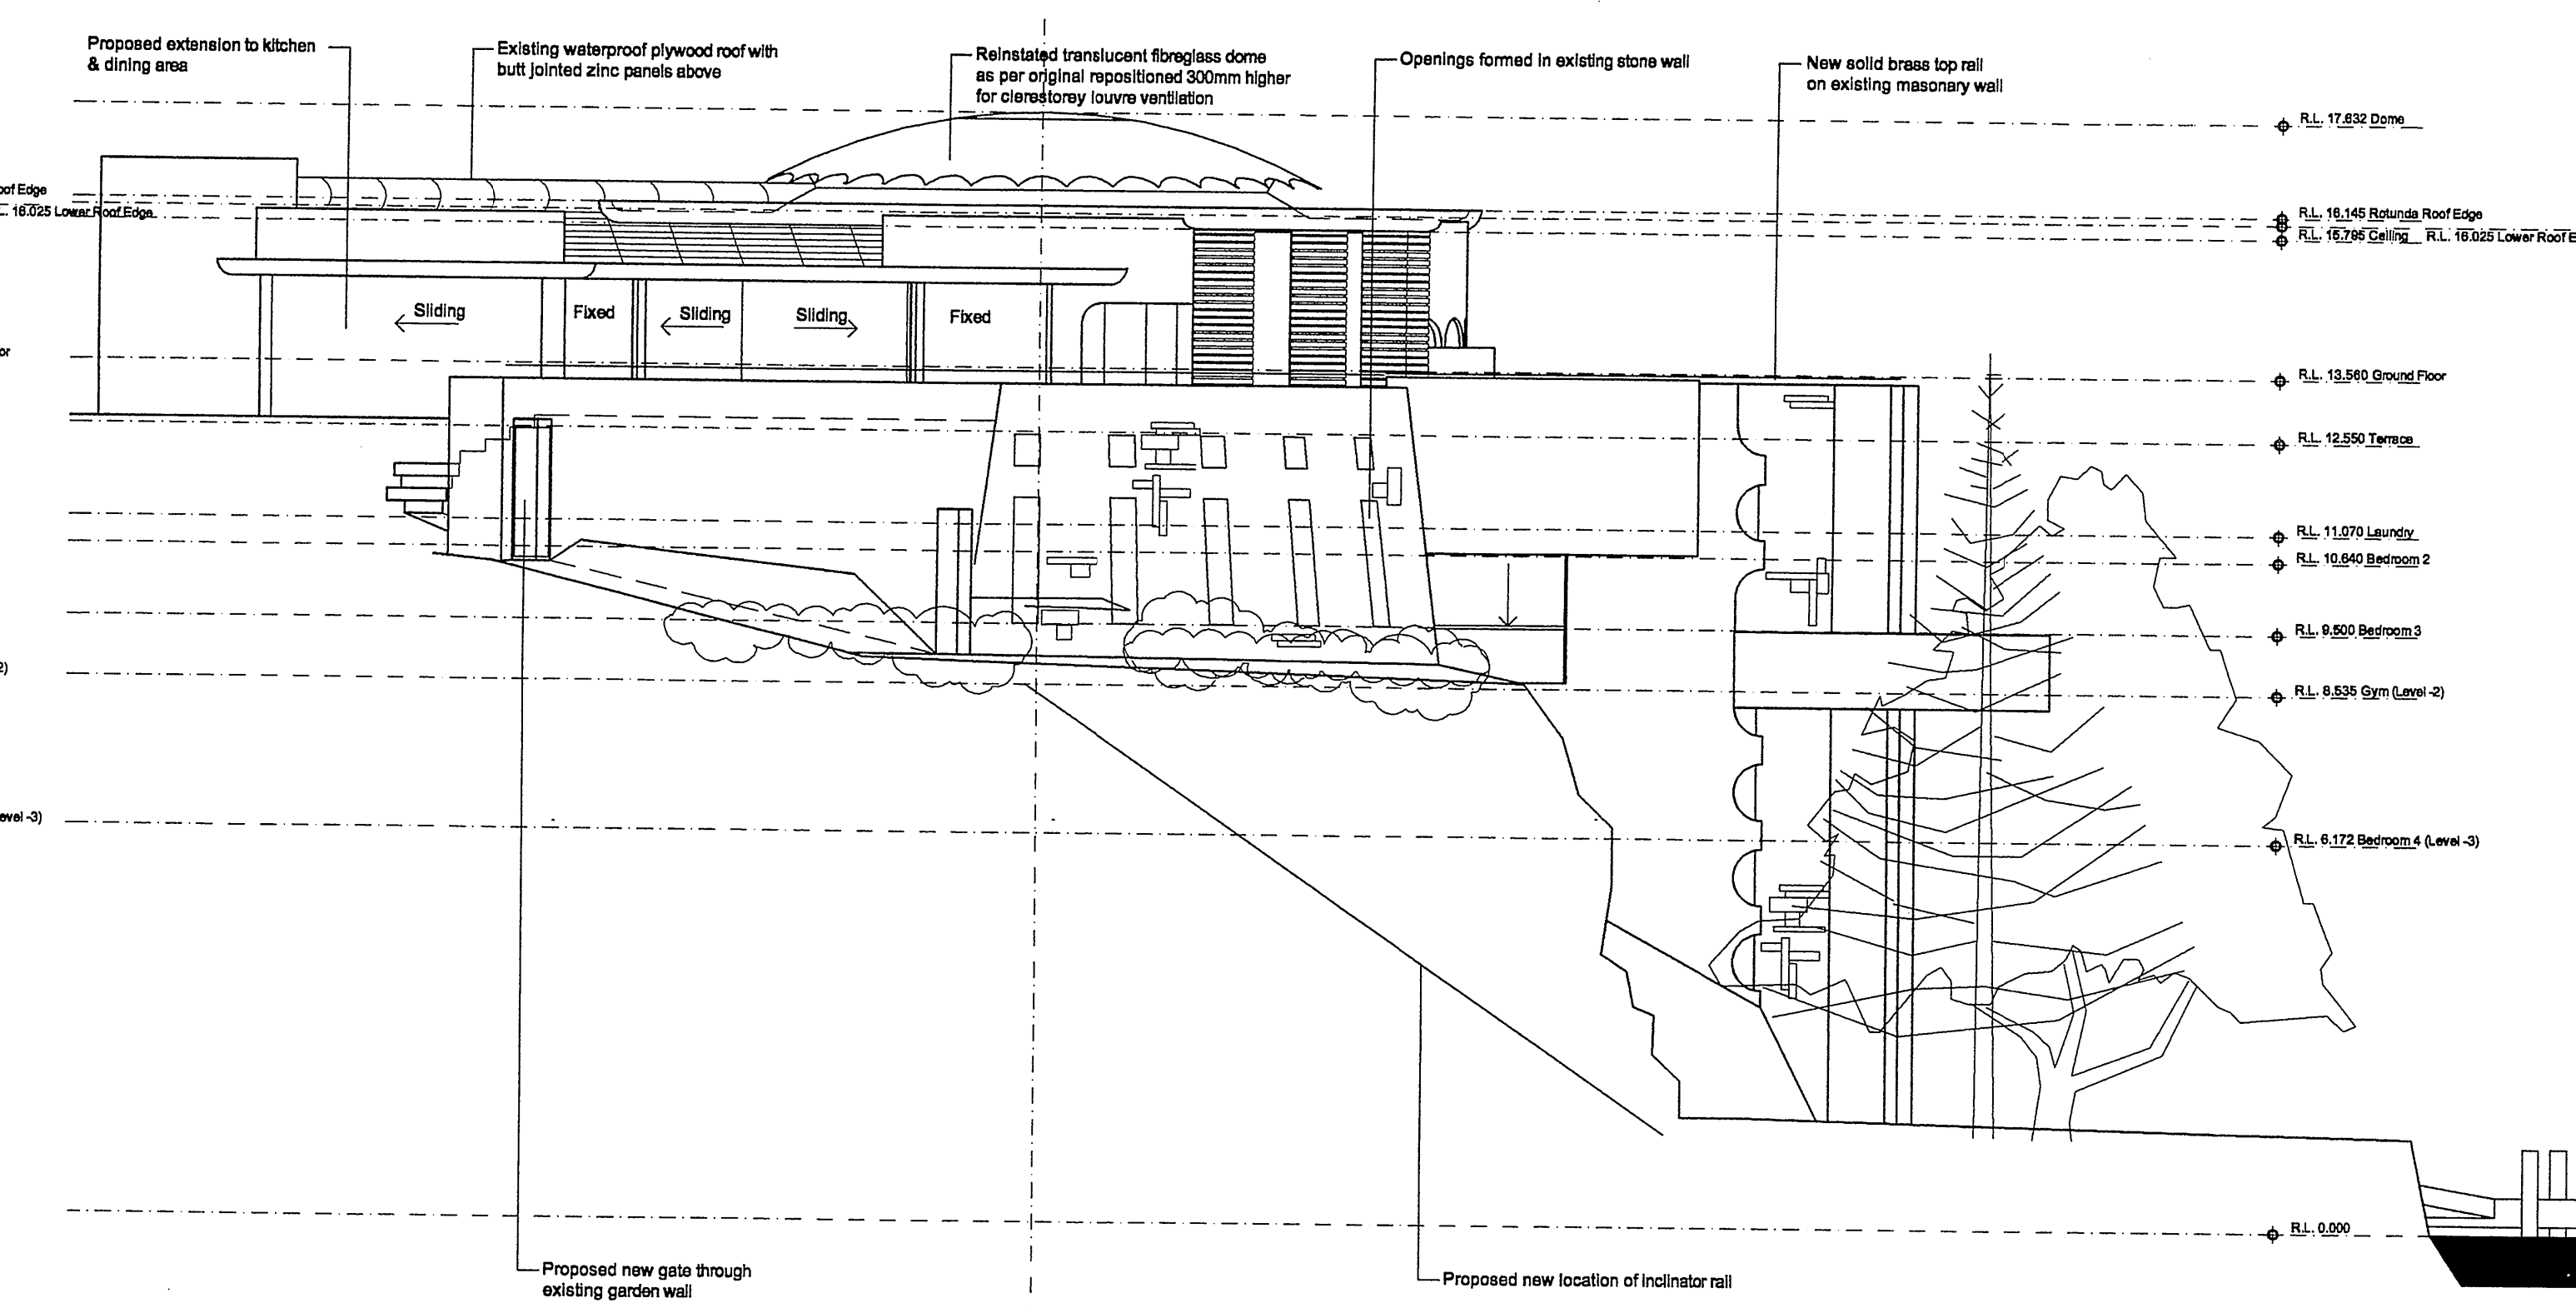 Proposed extension to kitchen
& dining area
Existing waterproof plywood roof with
butt jointed zinc panels above
Reinstated translucent fibreglass dome
as per original repositioned 300mm higher
for clerestorey louvre ventilation
Openings formed in existing stone wall
New solid brass top rail
on existing masonary wall
R.L. 17.632 Dome
oof Edge
L. 16.025 Lower Roof Edge
R.L. 16.145 Rotunda Roof Edge
R.L. 15.795 Ceiling R.L. 16.025 Lower Roof E
Sliding
Fixed
Sliding
Sliding
Fixed
or
R.L. 13.560 Ground Floor
R.L. 12.550 Terrace
R.L. 11.070 Laundry
R.L. 10.640 Bedroom 2
R.L. 9.500 Bedroom 3
2)
R.L. 8.535 Gym (Level -2)
evel -3)
R.L. 6.172 Bedroom 4 (Level -3)
R.L. 0.000
Proposed new gate through
existing garden wall
Proposed new location of inclinator rail